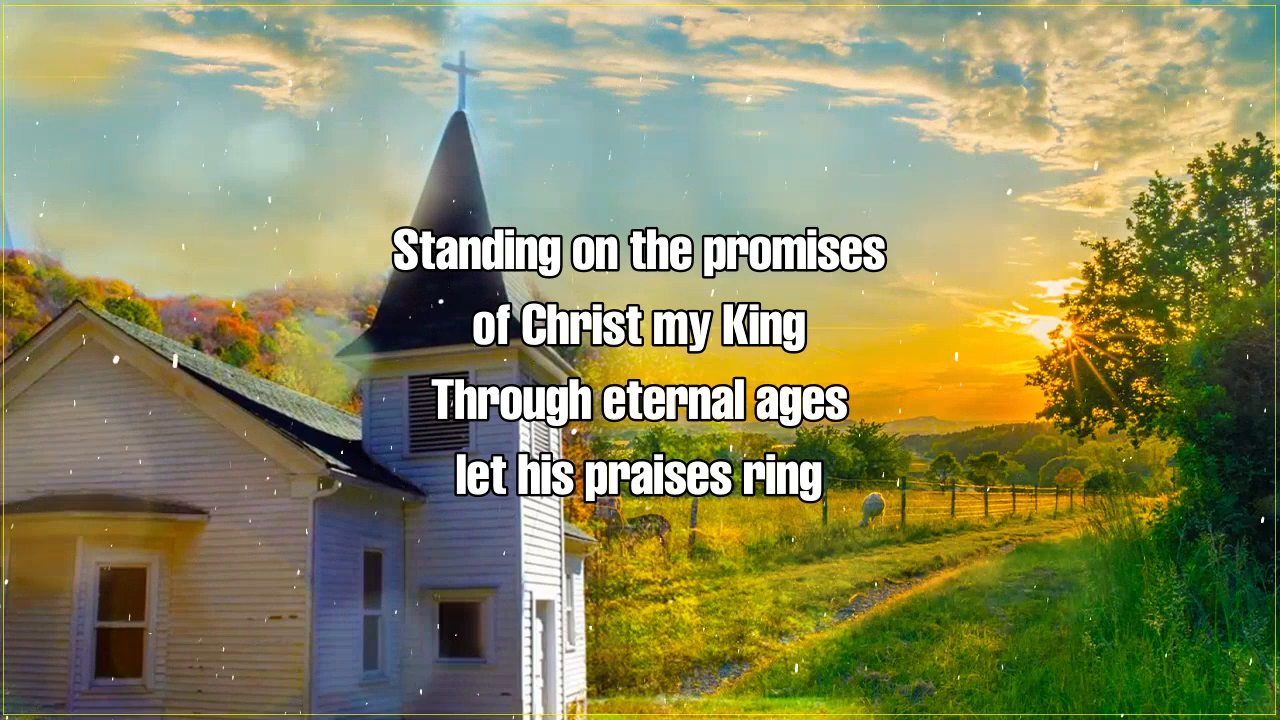 Standing on the promises
of Christ my King
Through eternal ages
let his praises ring